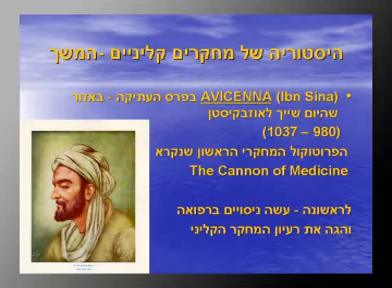 היסטוריה של מחקרים קליניים -המשך
• AVICENNA (Ibn Sina) בפרס העתיקה - באזור
שהיום שייך לאוזבקיסטן
(980 – 1037)
הפרוטוקול המחקרי הראשון שנקרא
The Cannon of Medicine
לראשונה - עשה ניסויים ברפואה
והגה את רעיון המחקר הקליני